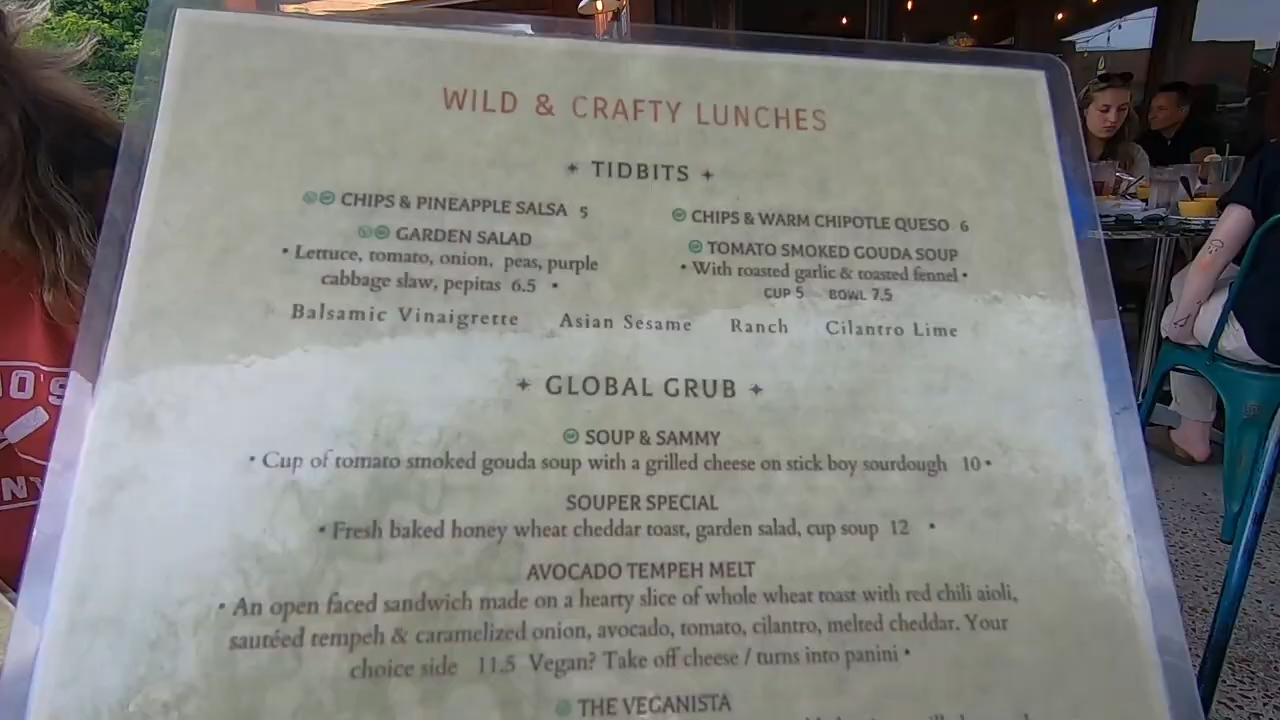 WILD & CRAFTY LUNCHES
TIDBITS
CHIPS & PINEAPPLE SALSA 5
GARDEN SALAD
• Lettuce, tomato, onion, peas, purple
cabbage slaw, pepitas 6.5 •
CHIPS & WARM CHIPOTLE QUESO 6
TOMATO SMOKED GOUDA SOUP
• With roasted garlic & toasted fennel •
CUP 5 BOWL 7.5
Balsamic Vinaigrette Asian Sesame Ranch Cilantro Lime
GLOBAL GRUB
SOUP & SAMMY
• Cup of tomato smoked gouda soup with a grilled cheese on stick boy sourdough 10 •
SOUPER SPECIAL
• Fresh baked honey wheat cheddar toast, garden salad, cup soup 12 •
AVOCADO TEMPEH MELT
• An open faced sandwich made on a hearty slice of whole wheat toast with red chili aioli,
sautéed tempeh & caramelized onion, avocado, tomato, cilantro, melted cheddar. Your
choice side 11.5 Vegan? Take off cheese / turns into panini •
THE VEGANISTA